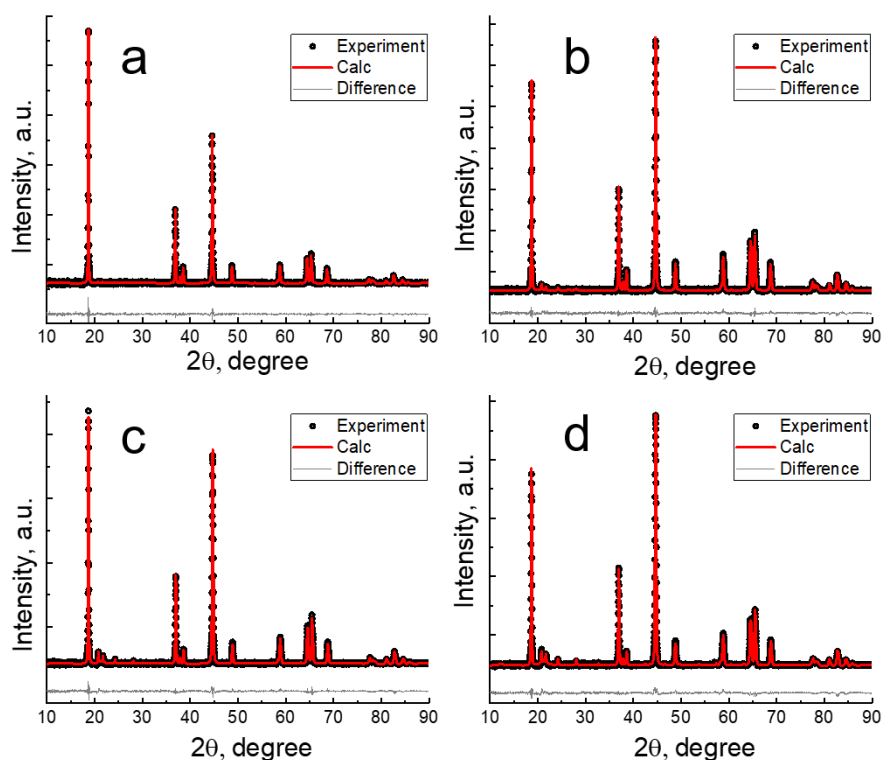 a
Experiment
Calc
Difference
Intensity, a.u.
10 20 30 40 50 60 70 80 90
2θ, degree
b
Experiment
Calc
Difference
Intensity, a.u.
10 20 30 40 50 60 70 80 90
2θ, degree
c
Experiment
Calc
Difference
Intensity, a.u.
10 20 30 40 50 60 70 80 90
2θ, degree
d
Experiment
Calc
Difference
Intensity, a.u.
10 20 30 40 50 60 70 80 90
2θ, degree